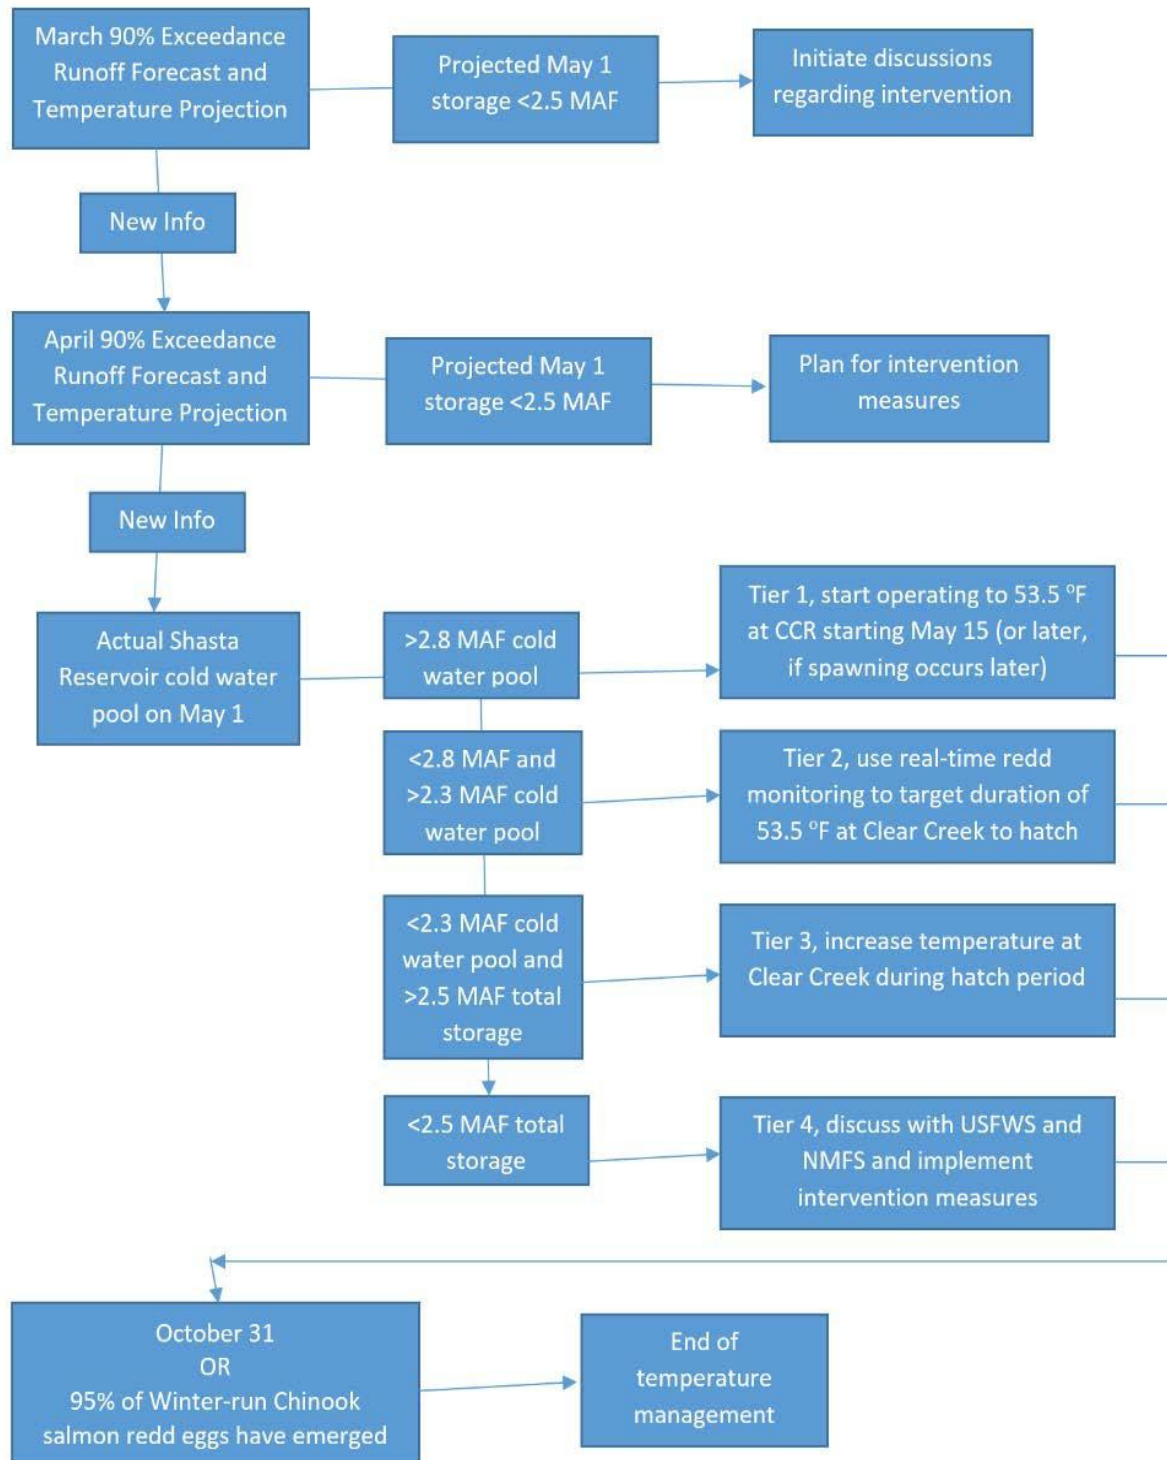 March 90% Exceedance
Runoff Forecast and
Temperature Projection
Projected May 1
storage <2.5 MAF
Initiate discussions
regarding intervention
New Info
April 90% Exceedance
Runoff Forecast and
Temperature Projection
Projected May 1
storage <2.5 MAF
Plan for intervention
measures
New Info
Actual Shasta
Reservoir cold water
pool on May 1
>2.8 MAF cold
water pool
Tier 1, start operating to 53.5 °F
at CCR starting May 15 (or later,
if spawning occurs later)
<2.8 MAF and
>2.3 MAF cold
water pool
Tier 2, use real-time redd
monitoring to target duration of
53.5 °F at Clear Creek to hatch
<2.3 MAF cold
water pool and
>2.5 MAF total
storage
Tier 3, increase temperature at
Clear Creek during hatch period
<2.5 MAF total
storage
Tier 4, discuss with USFWS and
NMFS and implement
intervention measures
October 31
OR
95% of Winter-run Chinook
salmon redd eggs have emerged
End of
temperature
management